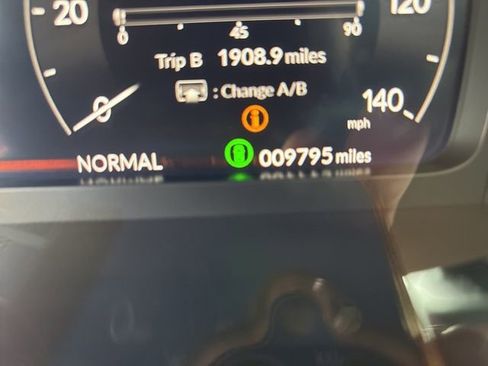 20
120
0 45 90
Trip B 1908.9 miles
: Change A/B
0
140
mph
i
NORMAL i 009795 miles